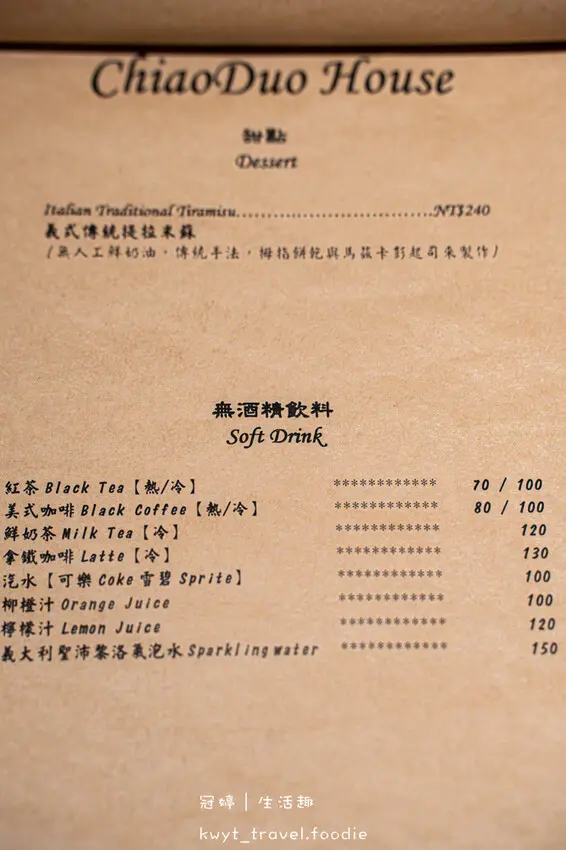 ChiaoDuo House
甜點
Dessert
Italian Traditional Tiramisu..............................NT$240
義式傳統提拉米蘇
(無人工鮮奶油，傳統手法，拇指餅乾與馬茲卡彭起司來製作)
無酒精飲料
Soft Drink
紅茶 Black Tea【熱/冷】 ************ 70 / 100
美式咖啡 Black Coffee【熱/冷】 ************ 80 / 100
鮮奶茶 Milk Tea【冷】 ************ 120
拿鐵咖啡 Latte【冷】 ************ 130
汽水【可樂 Coke 雪碧 Sprite】 ************ 100
柳橙汁 Orange Juice ************ 100
檸檬汁 Lemon Juice ************ 120
義大利聖沛黎洛氣泡水 Sparkling water ************ 150
冠婷｜生活趣
kwyt_travel.foodie